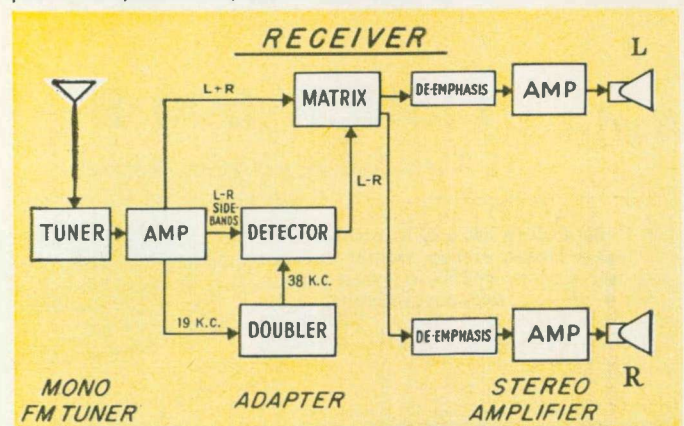 RECEIVER
L
L+R
MATRIX
DE-EMPHASIS
AMP
L-R
L-R
SIDE-
BANDS
TUNER
AMP
DETECTOR
38 K.C.
19 K.C.
DOUBLER
DE-EMPHASIS
AMP
R
MONO
FM TUNER
ADAPTER
STEREO
AMPLIFIER